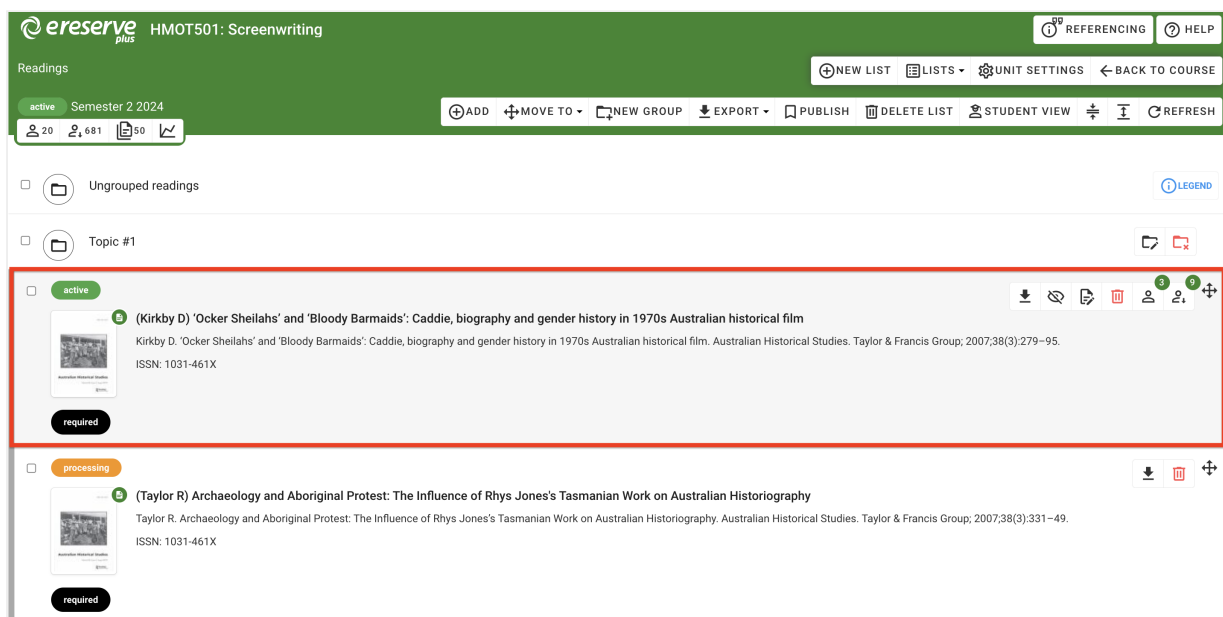 ereserve plus HMOT501: Screenwriting REFERENCING HELP
Readings NEW LIST LISTS UNIT SETTINGS BACK TO COURSE
active Semester 2 2024 ADD MOVE TO NEW GROUP EXPORT PUBLISH DELETE LIST STUDENT VIEW REFRESH
20 681 50
Ungrouped readings LEGEND
Topic #1
active 3 9
(Kirkby D) ‘Ocker Sheilahs’ and ‘Bloody Barmaids’: Caddie, biography and gender history in 1970s Australian historical film
Kirkby D. ‘Ocker Sheilahs’ and ‘Bloody Barmaids’: Caddie, biography and gender history in 1970s Australian historical film. Australian Historical Studies. Taylor & Francis Group; 2007;38(3):279–95.
ISSN: 1031-461X
Australian Historical Studies
required
processing
(Taylor R) Archaeology and Aboriginal Protest: The Influence of Rhys Jones's Tasmanian Work on Australian Historiography
Taylor R. Archaeology and Aboriginal Protest: The Influence of Rhys Jones’s Tasmanian Work on Australian Historiography. Australian Historical Studies. Taylor & Francis Group; 2007;38(3):331–49.
ISSN: 1031-461X
Australian Historical Studies
required